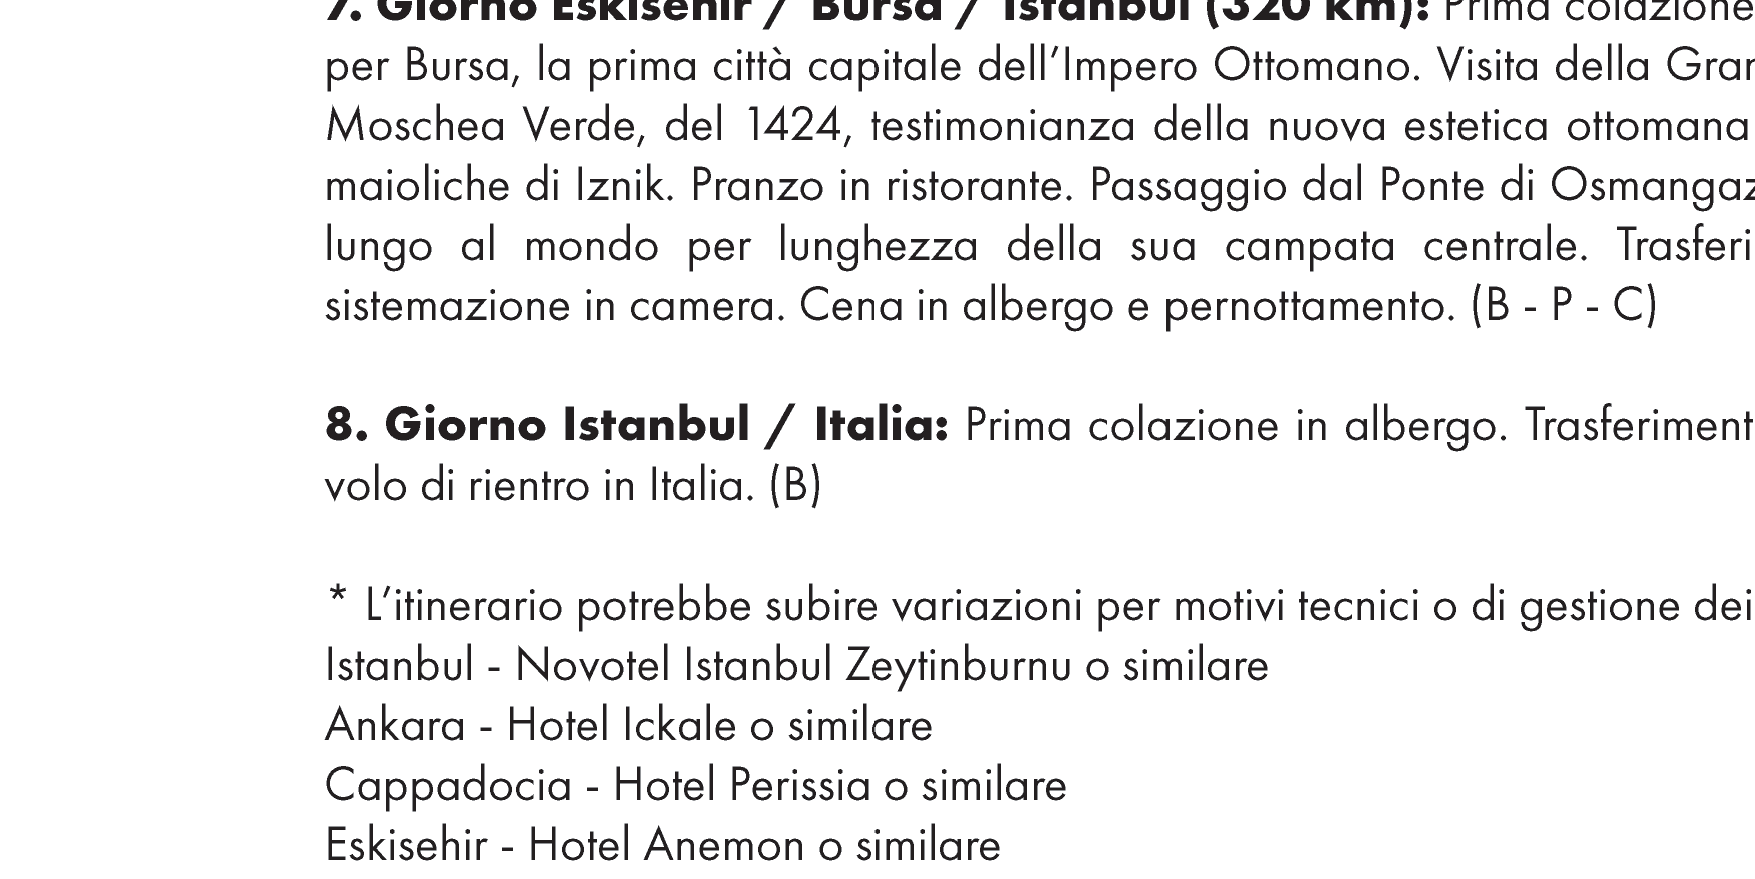 7. Giorno Eskisehir / Bursa / Istanbul (320 km): Prima colazione
per Bursa, la prima città capitale dell’Impero Ottomano. Visita della
Moschea Verde, del 1424, testimonianza della nuova estetica ottomana
maioliche di Iznik. Pranzo in ristorante. Passaggio dal Ponte di
lungo al mondo per lunghezza della sua campata centrale.
sistemazione in camera. Cena in albergo e pernottamento. (B - P - C)
8. Giorno Istanbul / Italia: Prima colazione in albergo.
volo di rientro in Italia. (B)
* L’itinerario potrebbe subire variazioni per motivi tecnici o di gestione dei
Istanbul - Novotel Istanbul Zeytinburnu o similare
Ankara - Hotel Ickale o similare
Cappadocia - Hotel Perissia o similare
Eskisehir - Hotel Anemon o similare